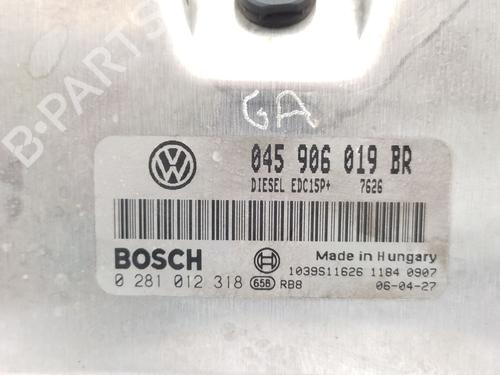 GA
045 906 019 BR
DIESEL EDC15P+ 7626
BOSCH
Made in Hungary
1039S11626 1184 0907
0 281 012 318 65B RB8 06-04-27
B-PARTS